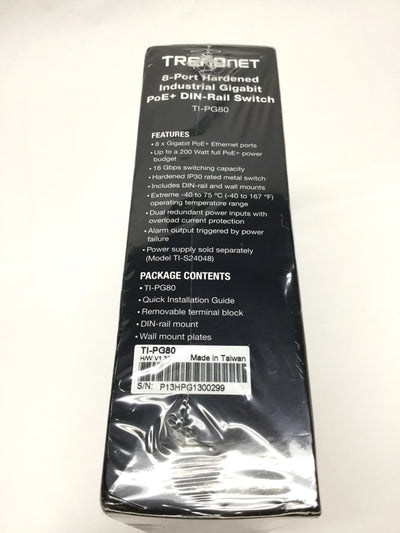 TRENDNET
8-Port Hardened
Industrial Gigabit
PoE+ DIN-Rail Switch
TI-PG80
FEATURES
• 8 x Gigabit PoE+ Ethernet ports
• Up to a 200 Watt full PoE+ power
budget
• 16 Gbps switching capacity
• Hardened IP30 rated metal switch
• Includes DIN-rail and wall mounts
• Extreme -40 to 75 ºC (-40 to 167 ºF)
operating temperature range
• Dual redundant power inputs with
overload current protection
• Alarm output triggered by power
failure
• Power supply sold separately
(Model TI-S24048)
PACKAGE CONTENTS
• TI-PG80
• Quick Installation Guide
• Removable terminal block
• DIN-rail mount
• Wall mount plates
TI-PG80
H/W Made in Taiwan
S/N: P13HPG1300299